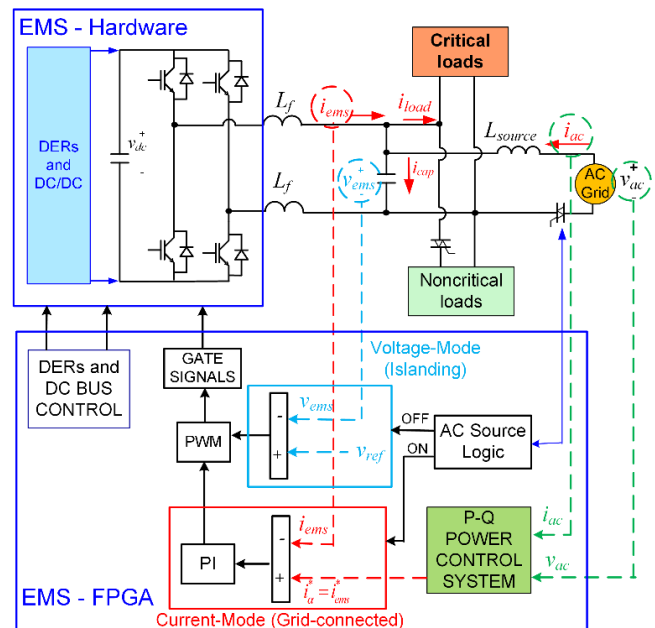 EMS - Hardware
DERs
and
DC/DC
+
v_dc
-
L_f
i_ems
L_f
+
v_ems
-
i_cap
i_load
Critical
loads
L_source
i_ac
AC
Grid
+
v_ac
-
Noncritical
loads
DERs and
DC BUS
CONTROL
GATE
SIGNALS
PWM
PI
Voltage-Mode
(Islanding)
-
v_ems
+
v_ref
OFF
ON
AC Source
Logic
-
i_ems
+
i*_α = i*_ems
P-Q
POWER
CONTROL
SYSTEM
i_ac
v_ac
EMS - FPGA
Current-Mode (Grid-connected)